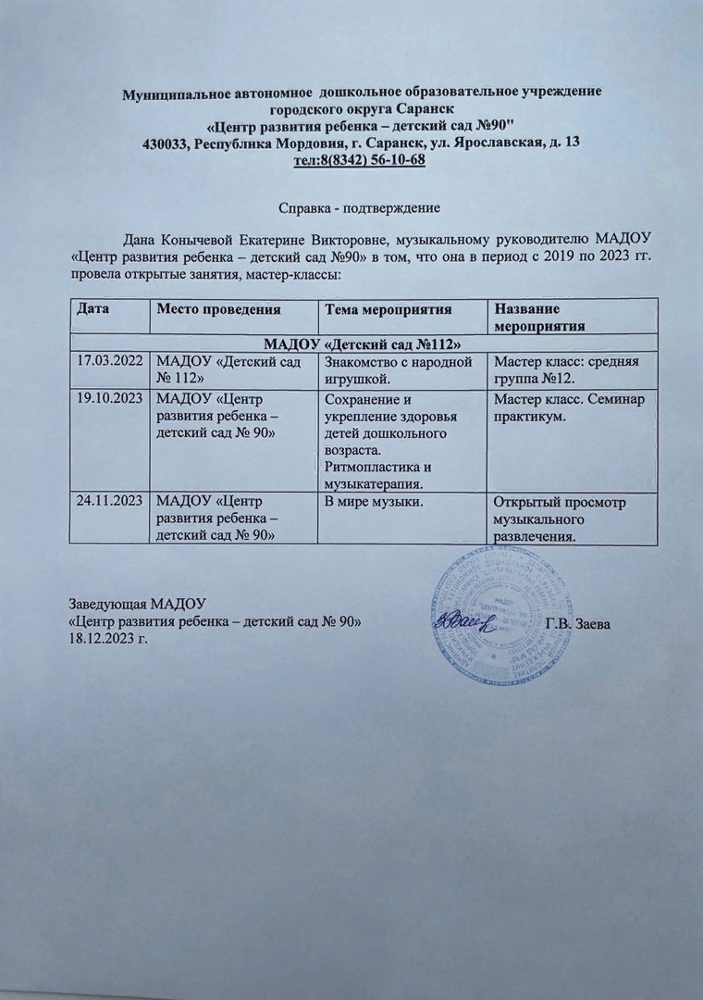 Муниципальное автономное дошкольное образовательное учреждение
городского округа Саранск
«Центр развития ребенка – детский сад №90"
430033, Республика Мордовия, г. Саранск, ул. Ярославская, д. 13
тел:8(8342) 56-10-68
Справка - подтверждение
Дана Конычевой Екатерине Викторовне, музыкальному руководителю МАДОУ
«Центр развития ребенка – детский сад №90» в том, что она в период с 2019 по 2023 гг.
провела открытые занятия, мастер-классы:
Дата Место проведения Тема мероприятия Название
мероприятия
МАДОУ «Детский сад №112»
17.03.2022 МАДОУ «Детский сад Знакомство с народной Мастер класс: средняя
№ 112» игрушкой. группа №12.
19.10.2023 МАДОУ «Центр Сохранение и Мастер класс. Семинар
развития ребенка – укрепление здоровья практикум.
детский сад № 90» детей дошкольного
возраста.
Ритмопластика и
музыкатерапия.
24.11.2023 МАДОУ «Центр В мире музыки. Открытый просмотр
развития ребенка – музыкального
детский сад № 90» развлечения.
Заведующая МАДОУ
«Центр развития ребенка – детский сад № 90» Г.В. Заева
18.12.2023 г.